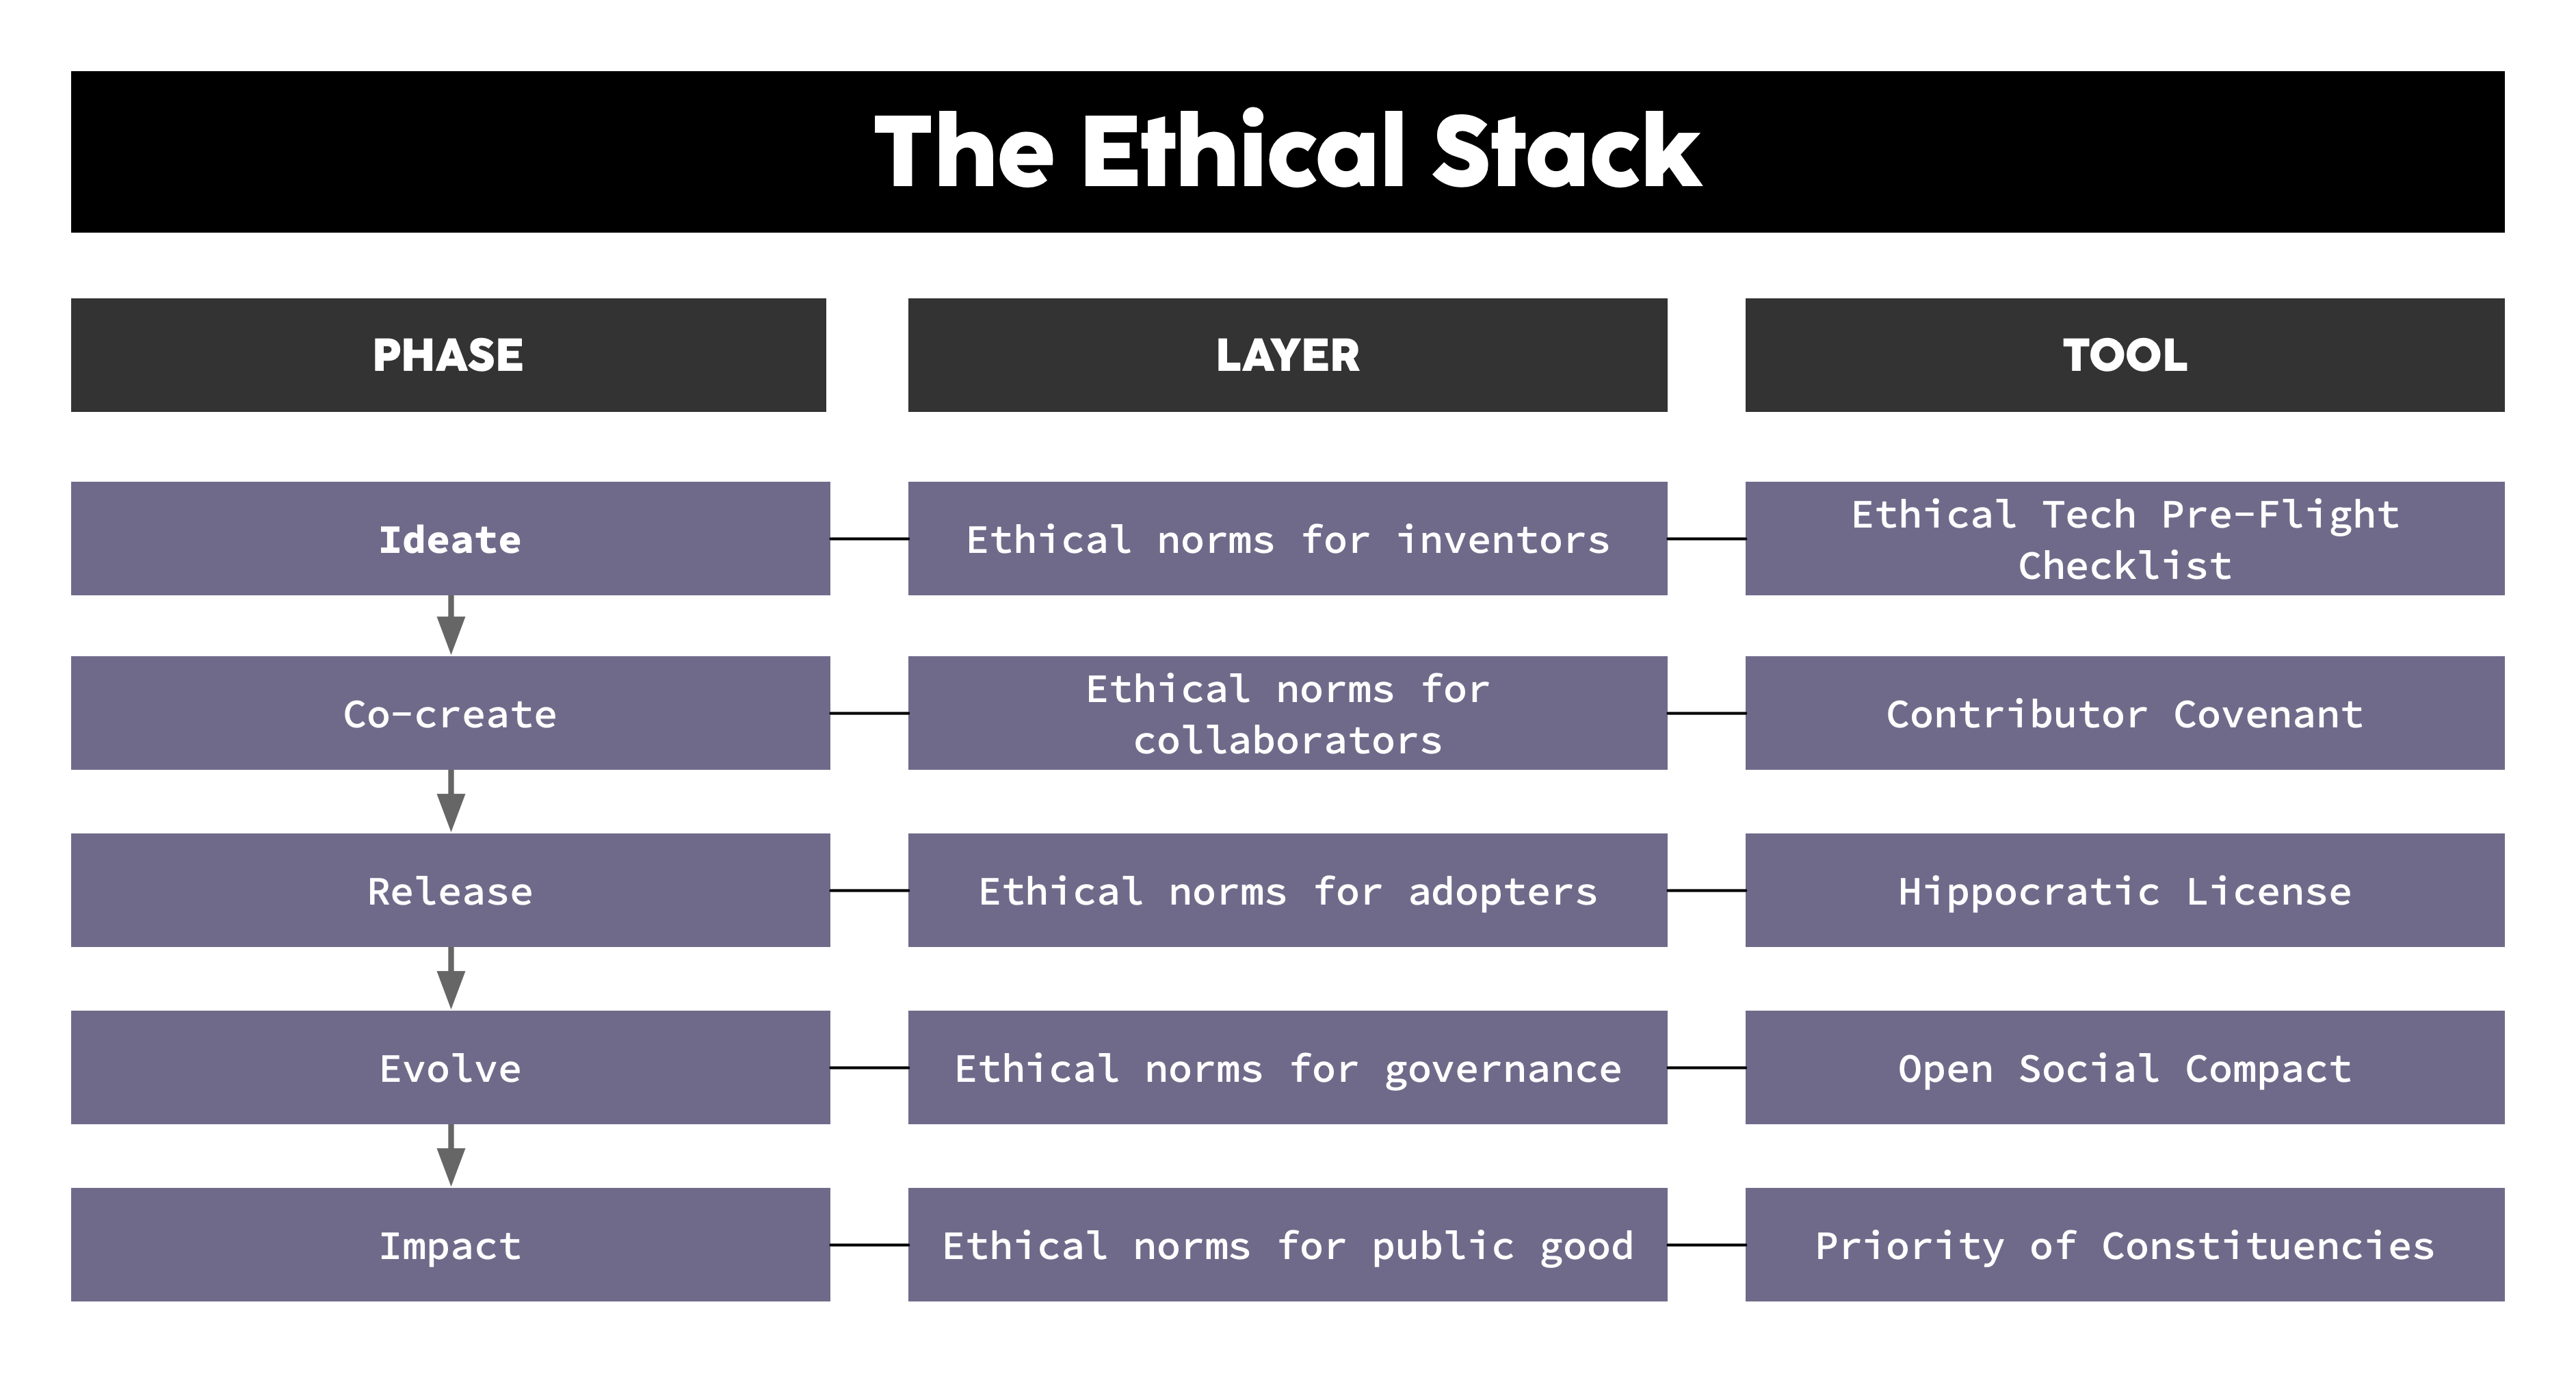 The Ethical Stack
PHASE
LAYER
TOOL
Ideate
Ethical norms for inventors
Ethical Tech Pre-Flight
Checklist
Co-create
Ethical norms for
collaborators
Contributor Covenant
Release
Ethical norms for adopters
Hippocratic License
Evolve
Ethical norms for governance
Open Social Compact
Impact
Ethical norms for public good
Priority of Constituencies